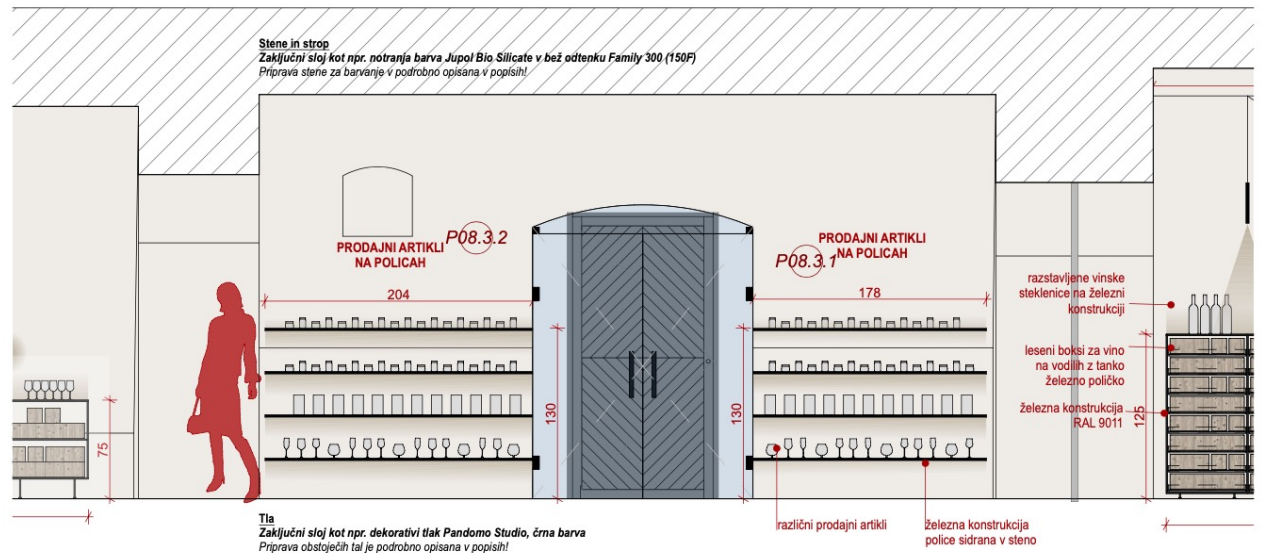 Stene in strop
Zaključni sloj kot npr. notranja barva Jupol Bio Silicate v bež odtenku Family 300 (150F)
Priprava stene za barvanje v podrobno opisana v popisih!
PRODAJNI ARTIKLI
NA POLICAH
P08.3.2
P08.3.1
PRODAJNI ARTIKLI
NA POLICAH
204
178
130
130
75
125
razstavljene vinske
steklenice na železni
konstrukciji
leseni boksi za vino
na vodilih z tanko
železno poličko
železna konstrukcija
RAL 9011
različni prodajni artikli
železna konstrukcija
police sidrana v steno
Tla
Zaključni sloj kot npr. dekorativi tlak Pandomo Studio, črna barva
Priprava obstoječih tal je podrobno opisana v popisih!